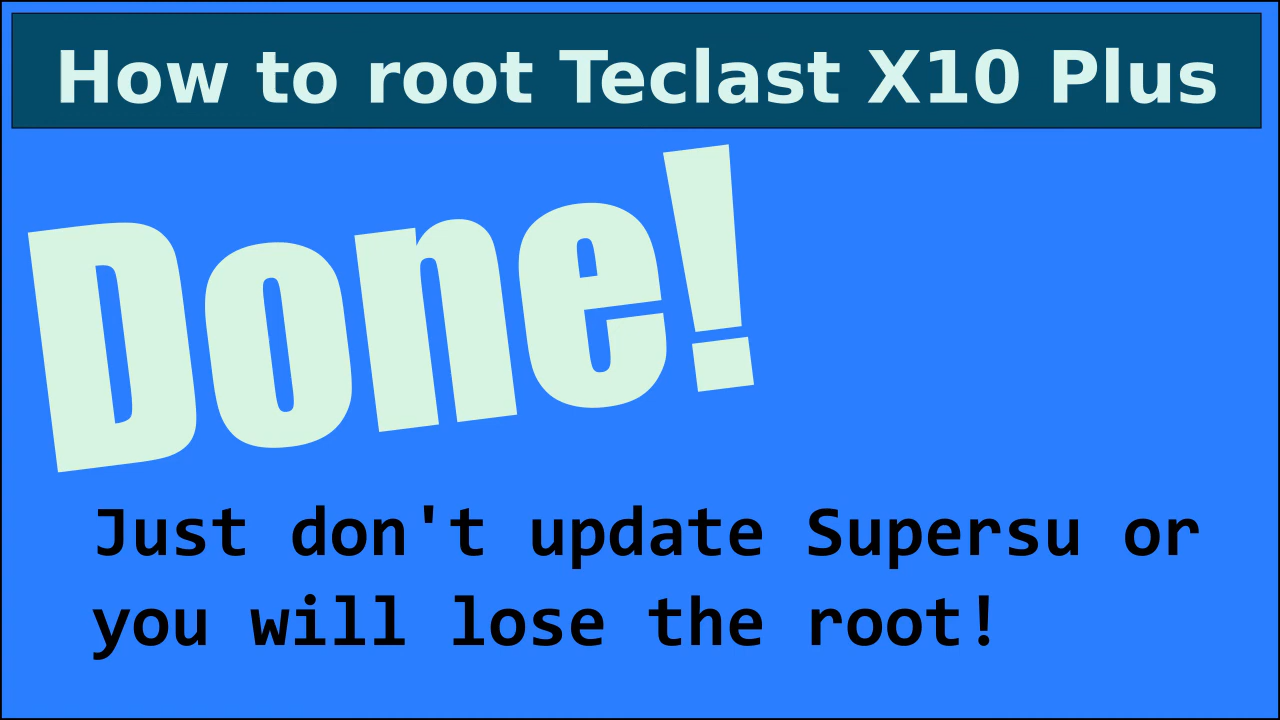 How to root Teclast X10 Plus
Done!
Just don't update Supersu or
you will lose the root!